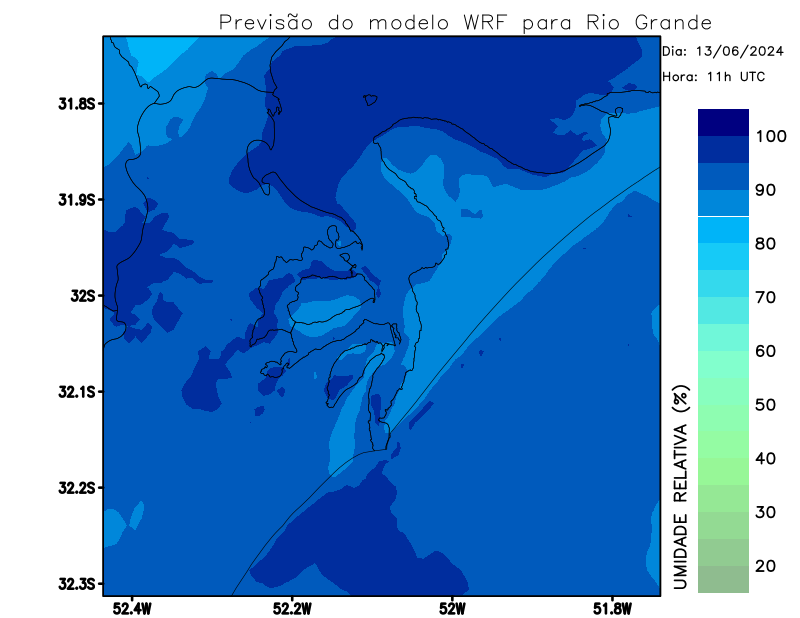 Previsão do modelo WRF para Rio Grande
Dia: 13/06/2024
Hora: 11h UTC
31.8S
31.9S
32S
32.1S
32.2S
32.3S
52.4W
52.2W
52W
51.8W
100
90
80
70
60
50
40
30
20
UMIDADE RELATIVA (%)